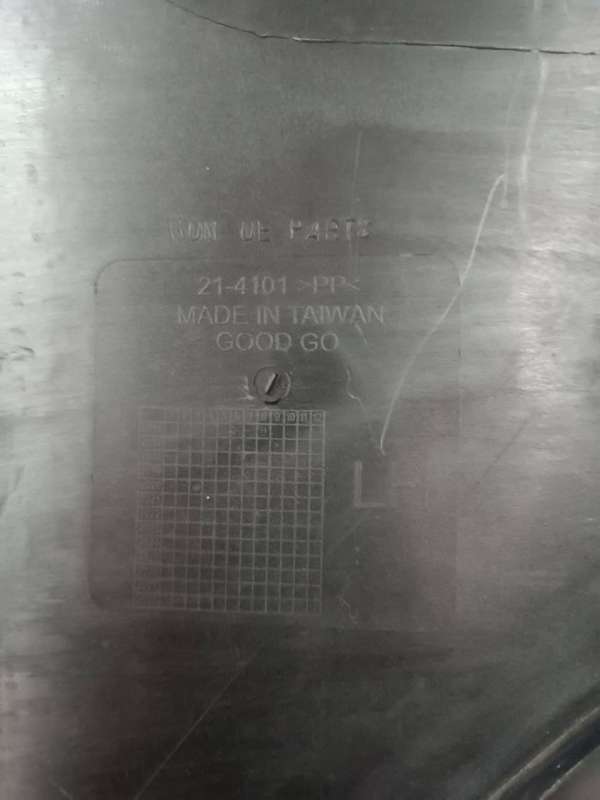 NON OE PARTS
21-4101 >PP<
MADE IN TAIWAN
GOOD GO
L